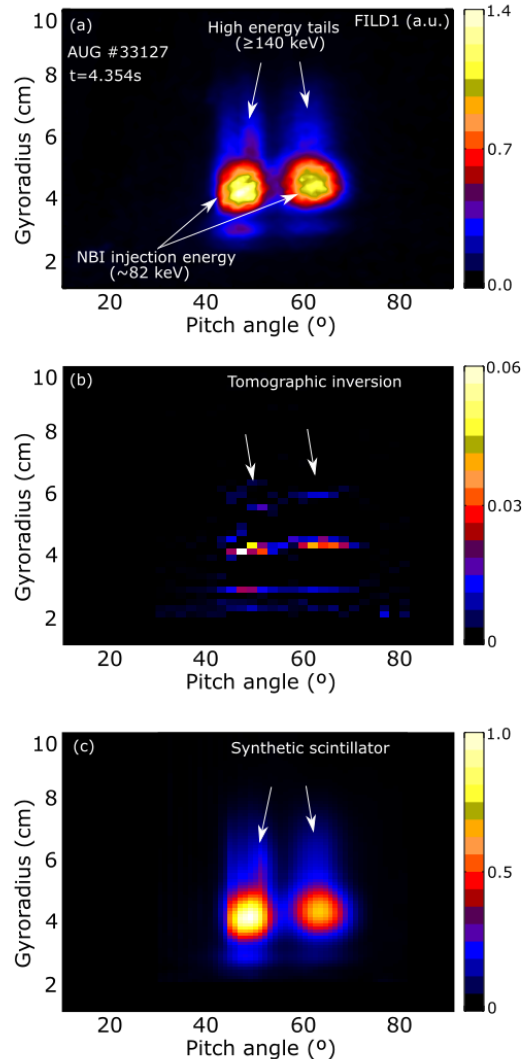 (a)
High energy tails
(≥140 keV)
FILD1 (a.u.)
AUG #33127
t=4.354s
NBI injection energy
(~82 keV)
10
8
6
4
2
Gyroradius (cm)
20 40 60 80
Pitch angle (º)
1.4
0.7
0.0
(b)
Tomographic inversion
10
8
6
4
2
Gyroradius (cm)
20 40 60 80
Pitch angle (º)
0.06
0.03
0
(c)
Synthetic scintillator
10
8
6
4
2
Gyroradius (cm)
20 40 60 80
Pitch angle (º)
1.0
0.5
0